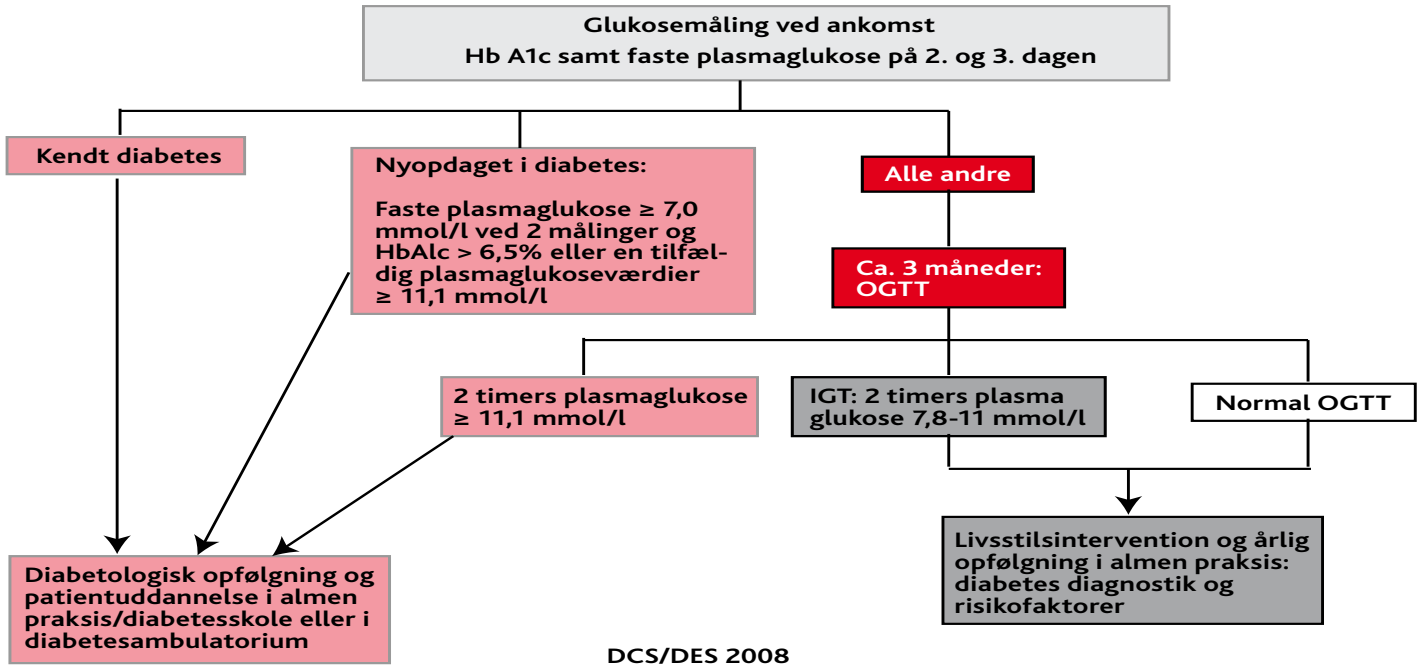 Glukosemåling ved ankomst
Hb A1c samt faste plasmaglukose på 2. og 3. dagen
Kendt diabetes
Nyopdaget i diabetes:
Faste plasmaglukose ≥ 7,0
mmol/l ved 2 målinger og
HbAlc > 6,5% eller en tilfæl-
dig plasmaglukoseværdier
≥ 11,1 mmol/l
Alle andre
Ca. 3 måneder:
OGTT
2 timers plasmaglukose
≥ 11,1 mmol/l
IGT: 2 timers plasma
glukose 7,8-11 mmol/l
Normal OGTT
Diabetologisk opfølgning og
patientuddannelse i almen
praksis/diabetesskole eller i
diabetesambulatorium
Livsstilsintervention og årlig
opfølgning i almen praksis:
diabetes diagnostik og
risikofaktorer
DCS/DES 2008